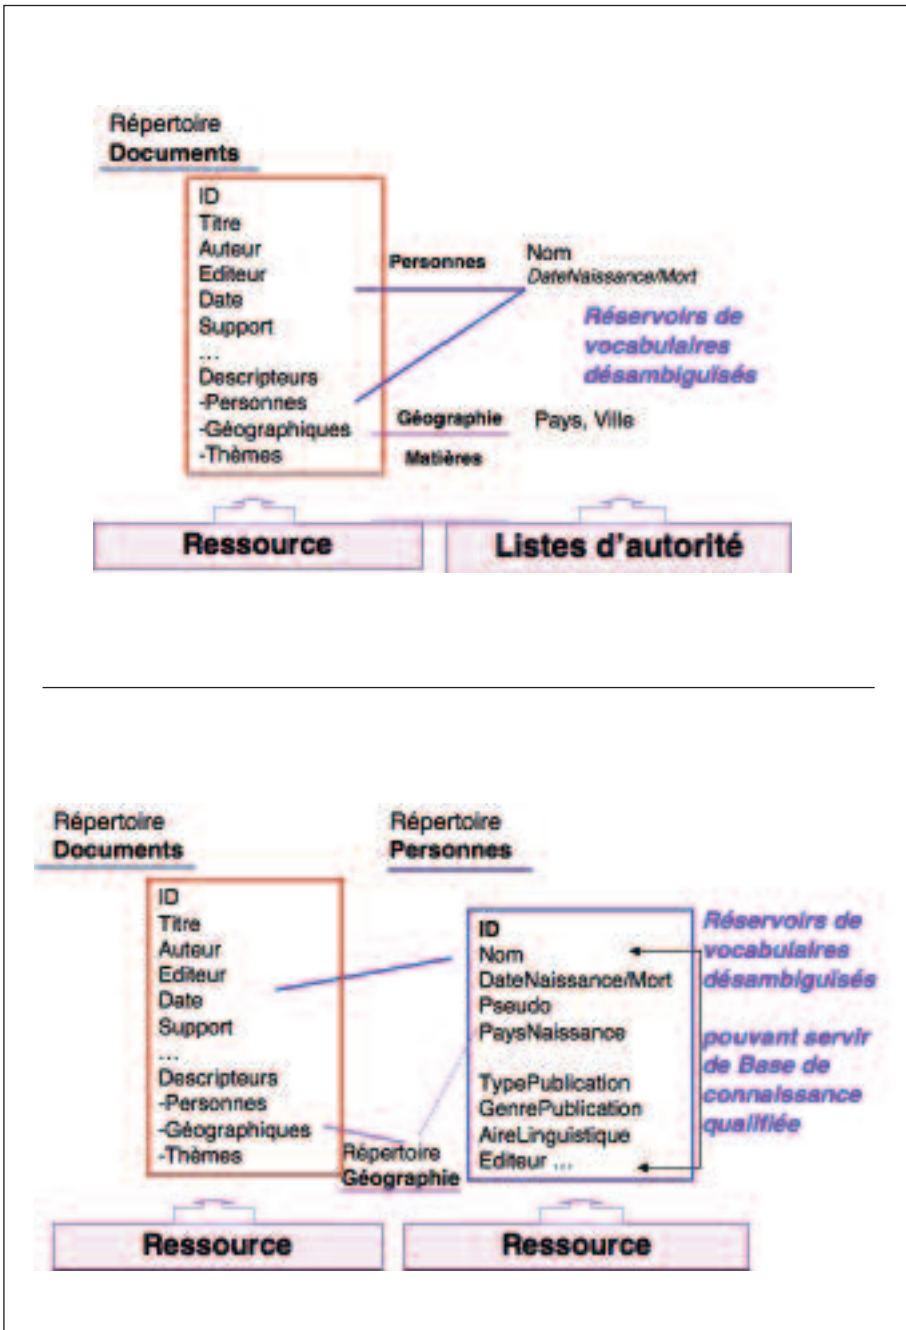 Répertoire
Documents
ID
Titre
Auteur
Editeur
Date
Support
...
Descripteurs
-Personnes
-Géographiques
-Thèmes
Personnes
Nom
DateNaissance/Mort
Réservoirs de
vocabulaires
désambiguïsés
Géographie
Pays, Ville
Matières
Ressource
Listes d'autorité
Répertoire
Documents
ID
Titre
Auteur
Editeur
Date
Support
...
Descripteurs
-Personnes
-Géographiques
-Thèmes
Répertoire
Géographie
Répertoire
Personnes
ID
Nom
DateNaissance/Mort
Pseudo
PaysNaissance
TypePublication
GenrePublication
AireLinguistique
Editeur ...
Réservoirs de
vocabulaires
désambiguïsés
pouvant servir
de Base de
connaissance
qualifiée
Ressource
Ressource